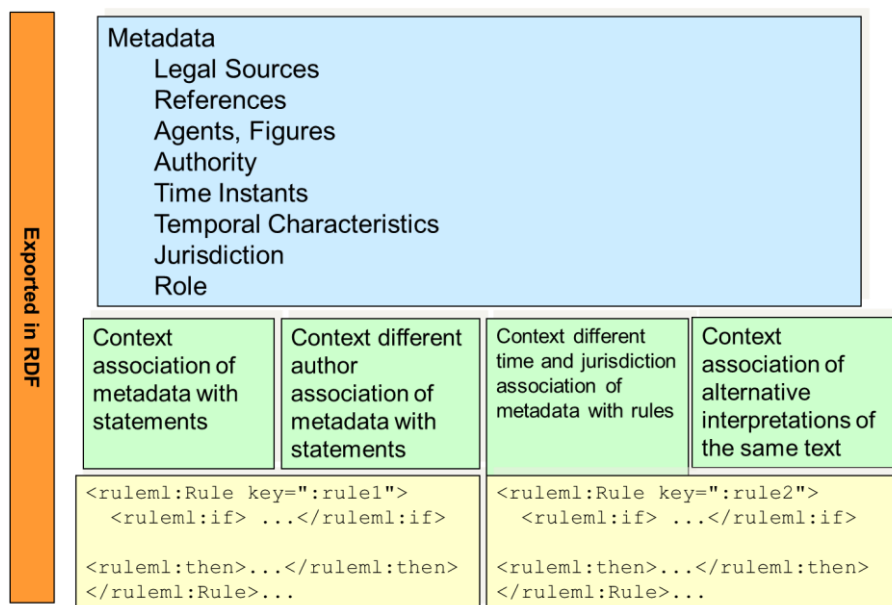 Exported in RDF
Metadata
Legal Sources
References
Agents, Figures
Authority
Time Instants
Temporal Characteristics
Jurisdiction
Role
Context
association of
metadata with
statements
Context different
author
association of
metadata with
statements
Context different
time and jurisdiction
association of
metadata with rules
Context
association of
alternative
interpretations of
the same text
<ruleml:Rule key=":rule1">
<ruleml:if> ...</ruleml:if>
<ruleml:then>...</ruleml:then>
</ruleml:Rule>...
<ruleml:Rule key=":rule2">
<ruleml:if> ...</ruleml:if>
<ruleml:then>...</ruleml:then>
</ruleml:Rule>...